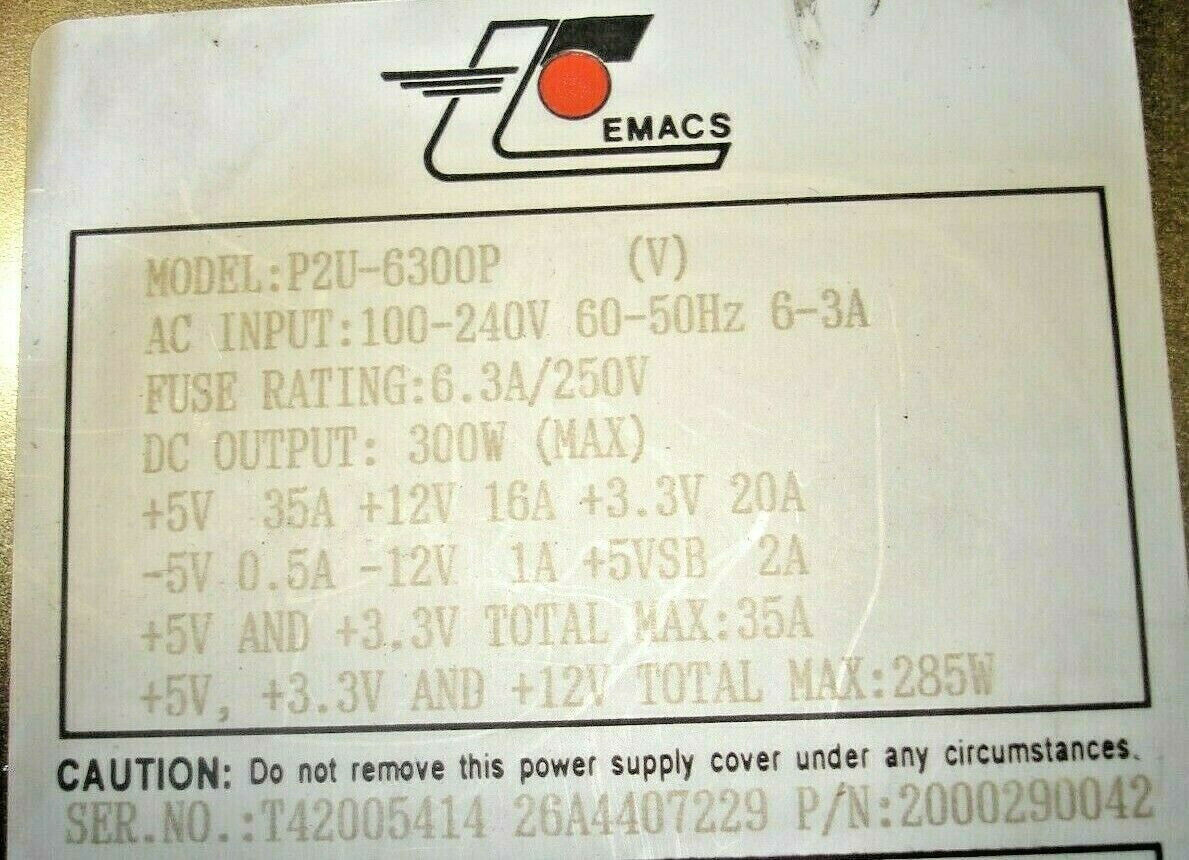 EMACS
MODEL:P2U-6300P (V)
AC INPUT:100-240V 60-50Hz 6-3A
FUSE RATING:6.3A/250V
DC OUTPUT: 300W (MAX)
+5V 35A +12V 16A +3.3V 20A
-5V 0.5A -12V 1A +5VSB 2A
+5V AND +3.3V TOTAL MAX:35A
+5V, +3.3V AND +12V TOTAL MAX:285W
CAUTION: Do not remove this power supply cover under any circumstances.
SER.NO.:T42005414 26A4407229 P/N:2000290042